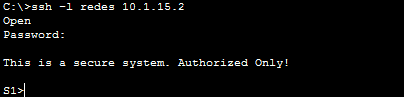 C:\>ssh -l redes 10.1.15.2
Open
Password:
This is a secure system. Authorized Only!
S1>